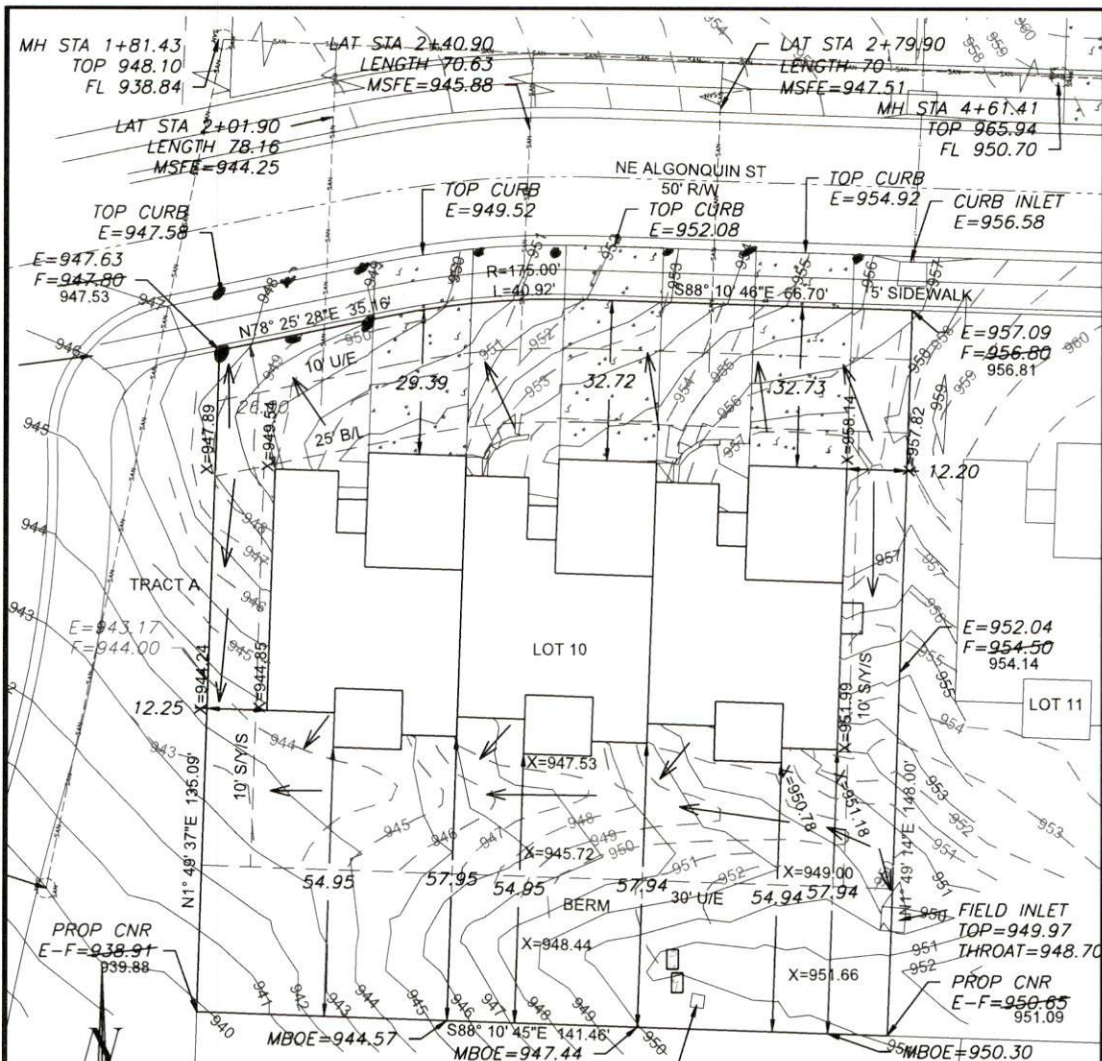 MH STA 1+81.43
TOP 948.10
FL 938.84
LAT STA 2+40.90
LENGTH 70.63
MSFE=945.88
LAT STA 2+79.90
LENGTH 70
MSFE=947.51
MH STA 4+61.41
TOP 965.94
FL 950.70
LAT STA 2+01.90
LENGTH 78.16
MSFE=944.25
NE ALGONQUIN ST
50' R/W
TOP CURB
E=947.58
TOP CURB
E=949.52
TOP CURB
E=952.08
TOP CURB
E=954.92
CURB INLET
E=956.58
E=947.63
F=947.80
947.53
N78° 25' 28"E 35.16'
R=175.00'
L=40.92'
S88° 10' 46"E 66.70'
5' SIDEWALK
E=957.09
F=956.80
956.81
10' U/E
25' B/L
29.39
32.72
32.73
X=947.89
X=949.54
X=958.14
X=957.82
12.20
TRACT A
E=943.17
F=944.00
X=944.24
X=944.85
12.25
LOT 10
E=952.04
F=954.50
954.14
LOT 11
X=951.99
10' S/Y/S
10' S/Y/S
X=947.53
X=950.78
X=951.18
X=945.72
X=949.00
N1° 49' 37"E 135.09'
N1° 49' 14"E 148.00'
54.95
57.95
54.95
57.94
54.94
57.94
BERM
30' U/E
X=948.44
X=951.66
FIELD INLET
TOP=949.97
THROAT=948.70
PROP CNR
E-F=938.91
939.88
PROP CNR
E-F=950.65
951.09
MBOE=944.57
S88° 10' 45"E 141.46'
MBOE=947.44
MBOE=950.30
N